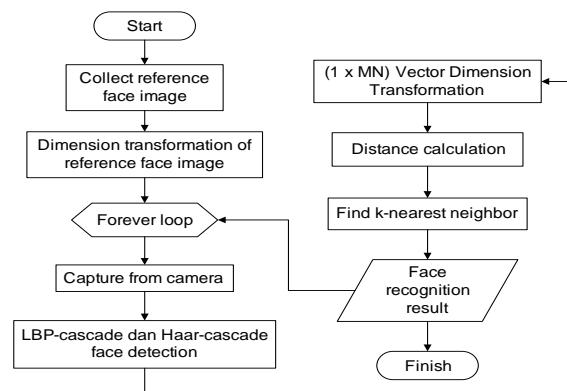 Start
Collect reference
face image
Dimension transformation of
reference face image
Forever loop
Capture from camera
LBP-cascade dan Haar-cascade
face detection
(1 x MN) Vector Dimension
Transformation
Distance calculation
Find k-nearest neighbor
Face
recognition
result
Finish